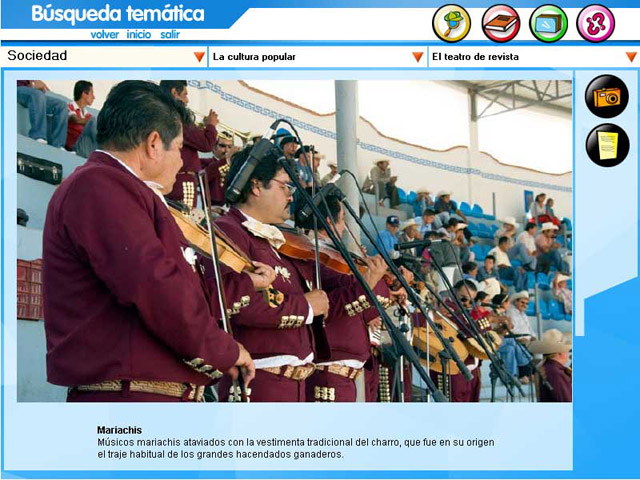 Búsqueda temática
volver inicio salir
Sociedad
La cultura popular
El teatro de revista
Mariachis
Músicos mariachis ataviados con la vestimenta tradicional del charro, que fue en su origen
el traje habitual de los grandes hacendados ganaderos.